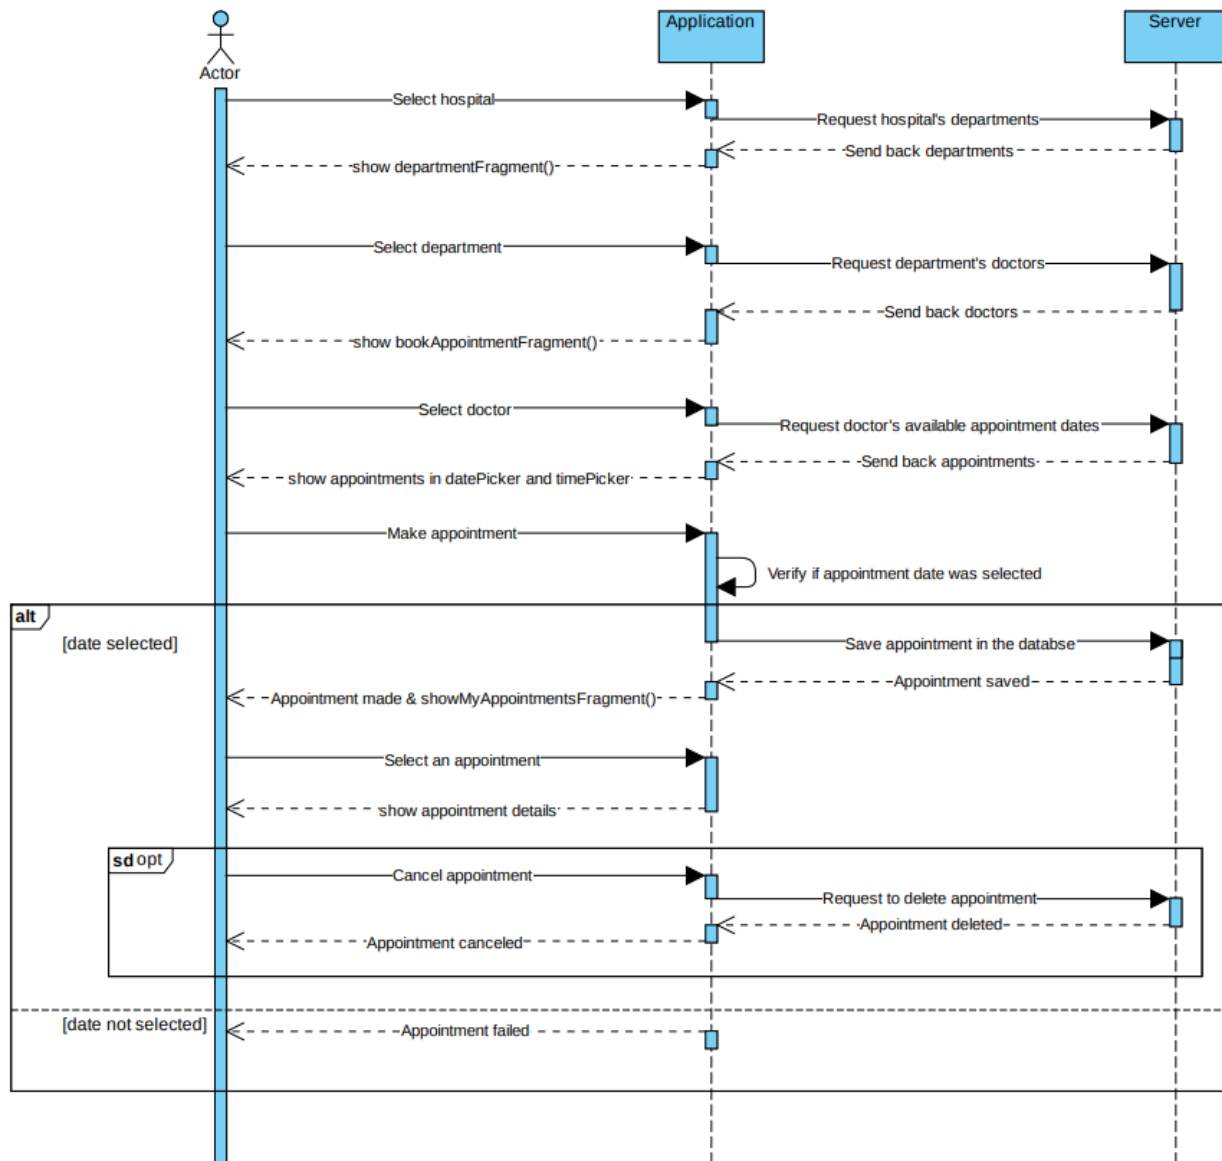 Actor
Application
Server
Select hospital
Request hospital's departments
Send back departments
show departmentFragment()
Select department
Request department's doctors
Send back doctors
show bookAppointmentFragment()
Select doctor
Request doctor's available appointment dates
Send back appointments
show appointments in datePicker and timePicker
Make appointment
Verify if appointment date was selected
alt
[date selected]
Save appointment in the databse
Appointment saved
Appointment made & showMyAppointmentsFragment()
Select an appointment
show appointment details
sd opt
Cancel appointment
Request to delete appointment
Appointment deleted
Appointment canceled
[date not selected]
Appointment failed